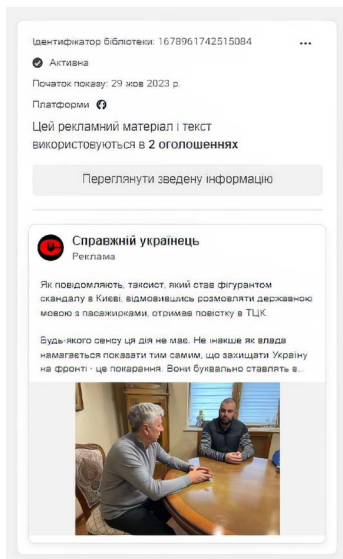 Ідентифікатор бібліотеки: 1678961742515084
Активна
Початок показу: 29 жов 2023 р.
Платформи
Цей рекламний матеріал і текст
використовуються в 2 оголошеннях
Переглянути зведену інформацію
Справжній українець
Реклама
Як повідомляють, таксист, який став фігурантом
скандалу в Києві, відмовившись розмовляти державною
мовою з пасажирками, отримав повістку в ТЦК.
Будь-якого сенсу ця дія не має. Не інакше як влада
намагається показати тим самим, що захищати Україну
на фронті - це покарання. Вони буквально ставлять в...